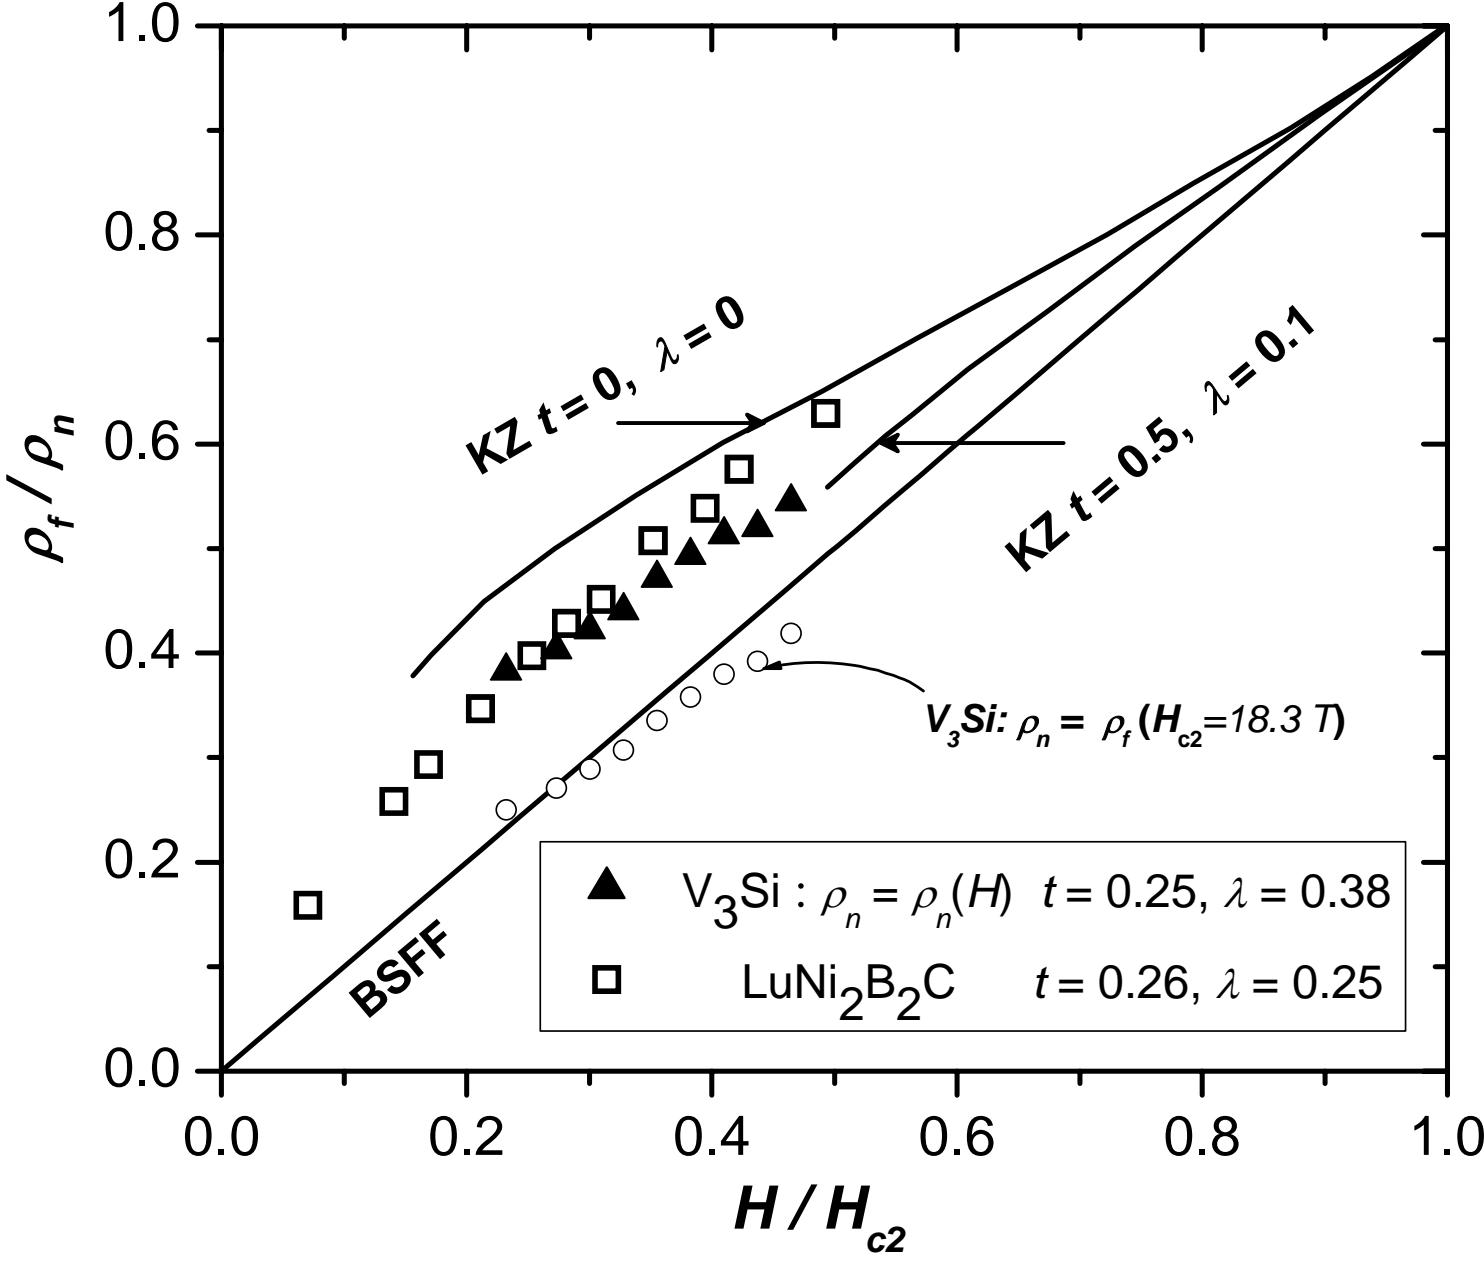 1.0
0.8
0.6
0.4
0.2
0.0
ρf / ρn
KZ t = 0, λ = 0
KZ t = 0.5, λ = 0.1
V3Si: ρn = ρf (Hc2=18.3 T)
BSFF
V3Si : ρn = ρn(H) t = 0.25, λ = 0.38
LuNi2B2C t = 0.26, λ = 0.25
0.0 0.2 0.4 0.6 0.8 1.0
H / Hc2